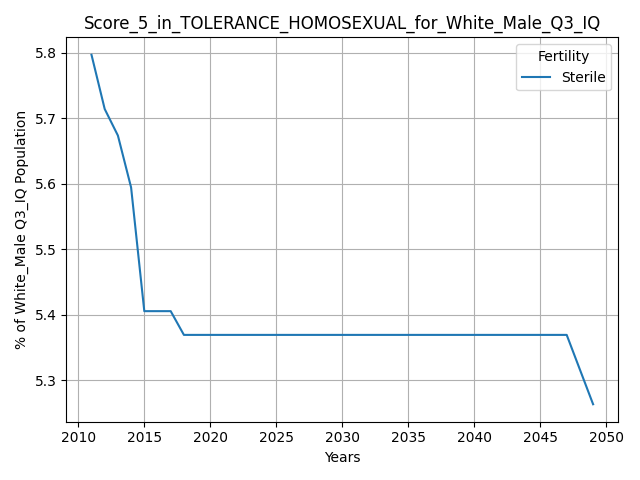 Score_5_in_TOLERANCE_HOMOSEXUAL_for_White_Male_Q3_IQ
Fertility
Sterile
% of White_Male Q3_IQ Population
5.8
5.7
5.6
5.5
5.4
5.3
2010 2015 2020 2025 2030 2035 2040 2045 2050
Years